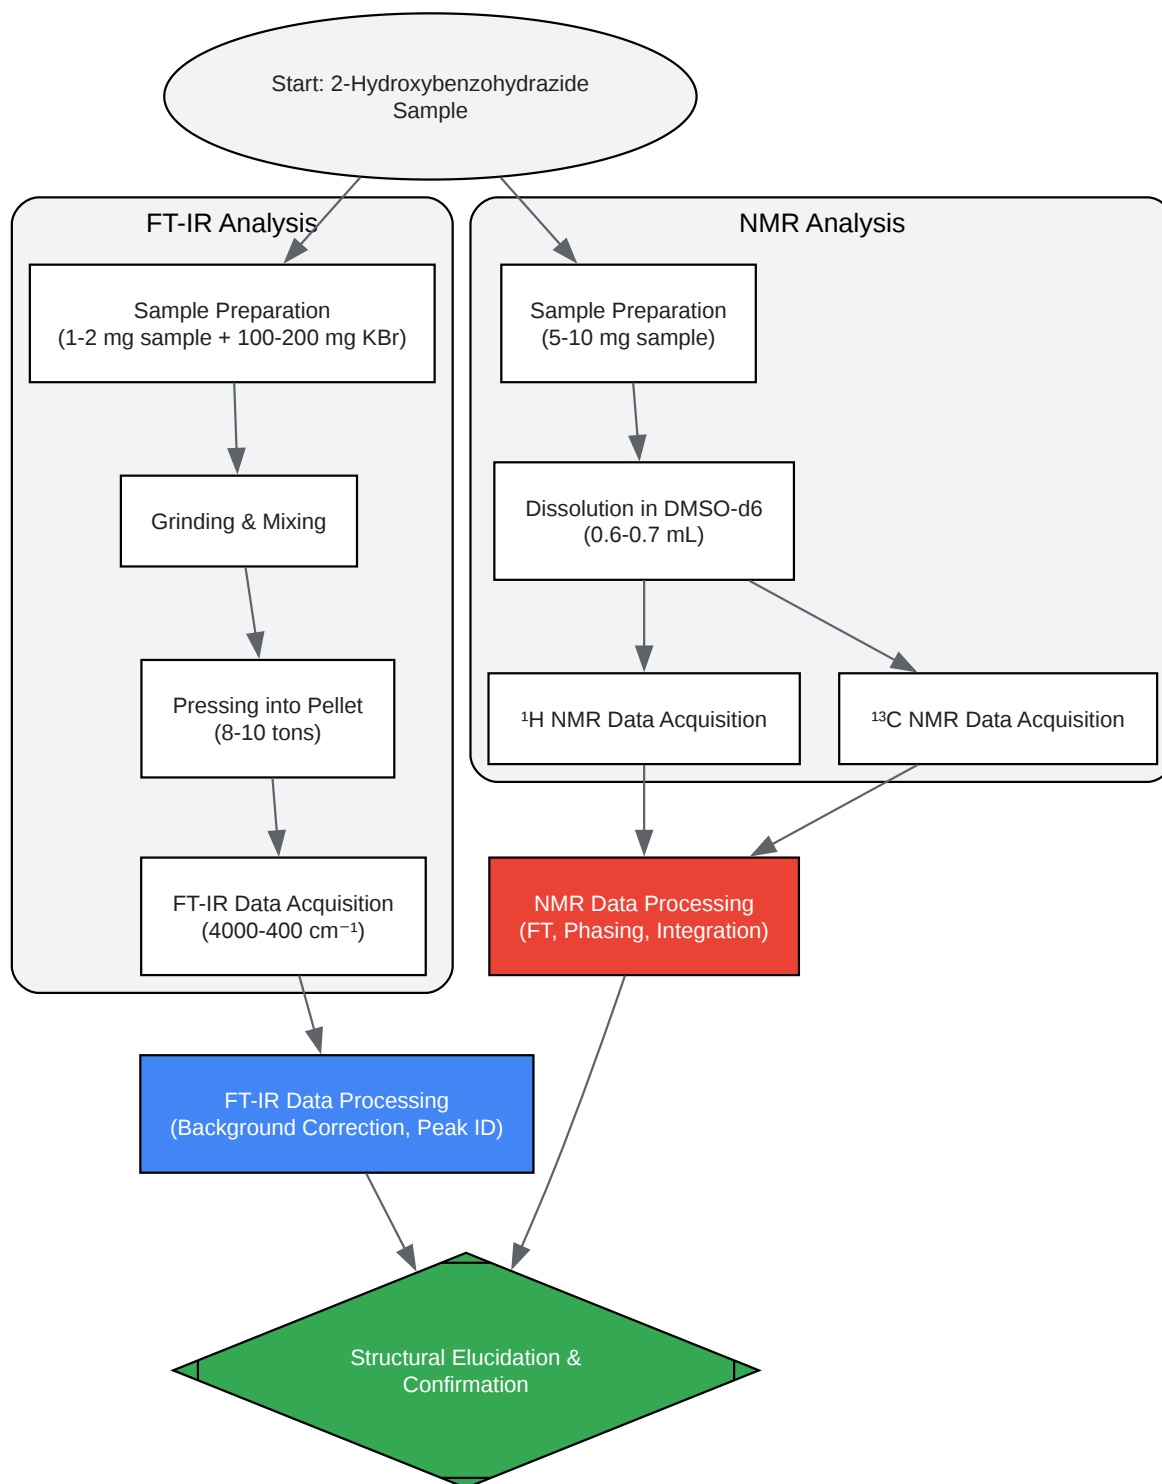 Start: 2-Hydroxybenzohydrazide
Sample
FT-IR Analysis
Sample Preparation
(1-2 mg sample + 100-200 mg KBr)
Grinding & Mixing
Pressing into Pellet
(8-10 tons)
FT-IR Data Acquisition
(4000-400 cm⁻¹)
NMR Analysis
Sample Preparation
(5-10 mg sample)
Dissolution in DMSO-d6
(0.6-0.7 mL)
¹H NMR Data Acquisition
¹³C NMR Data Acquisition
NMR Data Processing
(FT, Phasing, Integration)
FT-IR Data Processing
(Background Correction, Peak ID)
Structural Elucidation &
Confirmation